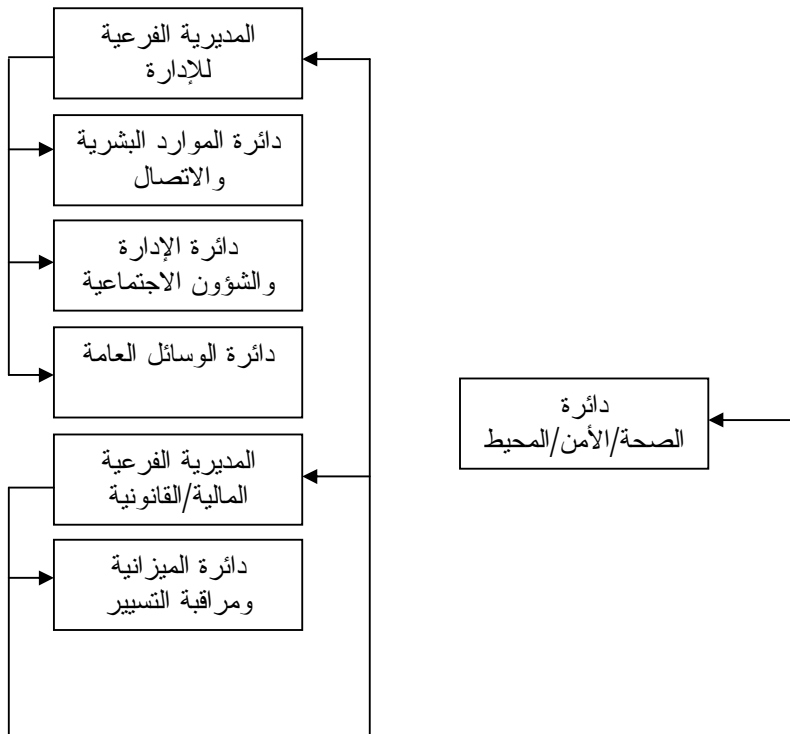 المديرية الفرعية
للإدارة
دائرة الموارد البشرية
والاتصال
دائرة الإدارة
والشؤون الاجتماعية
دائرة الوسائل العامة
دائرة
الصحة/الأمن/المحيط
المديرية الفرعية
المالية/القانونية
دائرة الميزانية
ومراقبة التسيير